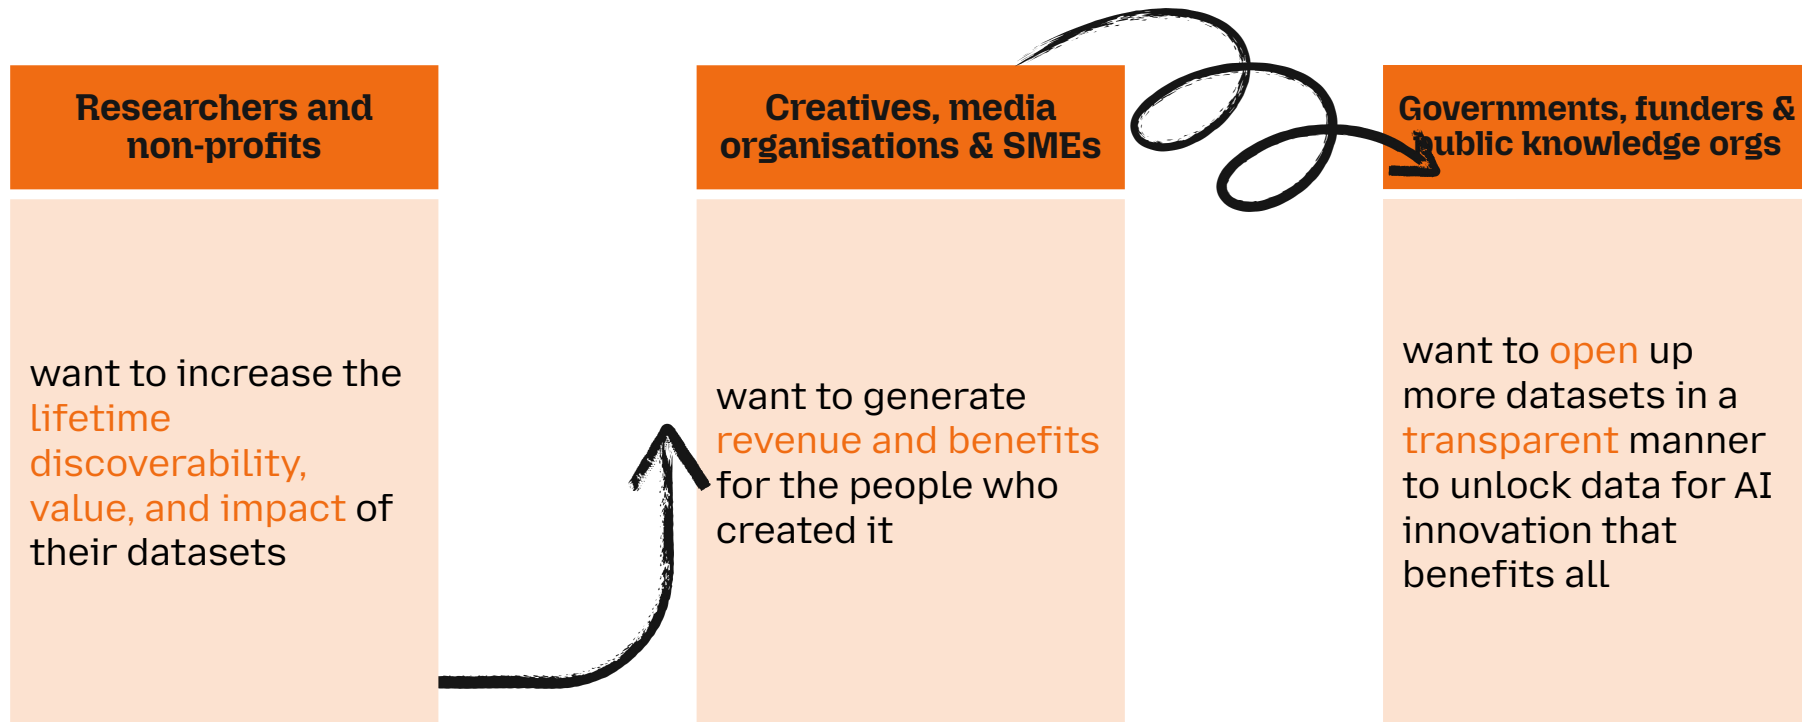 Researchers and
non-profits
want to increase the
lifetime
discoverability,
value, and impact of
their datasets
Creatives, media
organisations & SMEs
want to generate
revenue and benefits
for the people who
created it
Governments, funders &
public knowledge orgs
want to open up
more datasets in a
transparent manner
to unlock data for AI
innovation that
benefits all